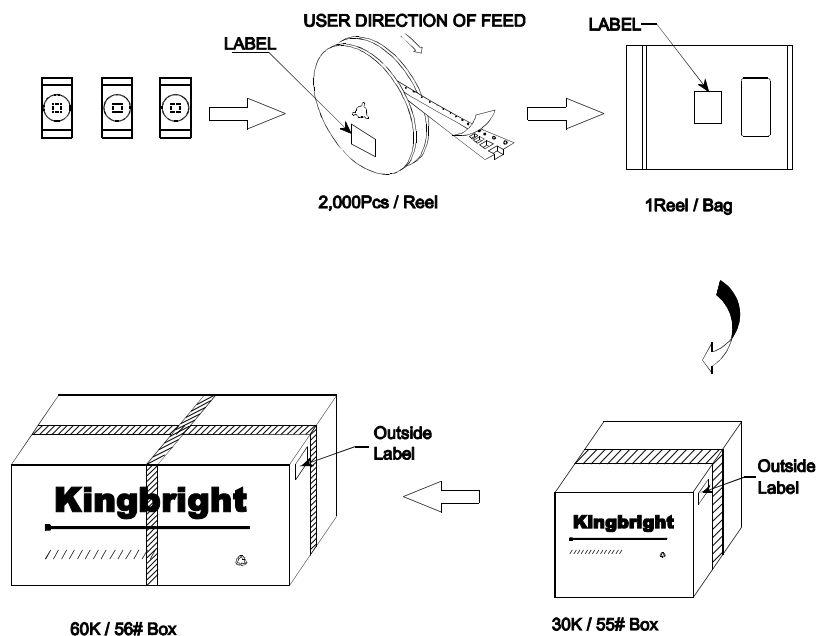 USER DIRECTION OF FEED
LABEL
LABEL
2,000Pcs / Reel
1Reel / Bag
Outside
Label
Kingbright
60K / 56# Box
Outside
Label
Kingbright
30K / 55# Box